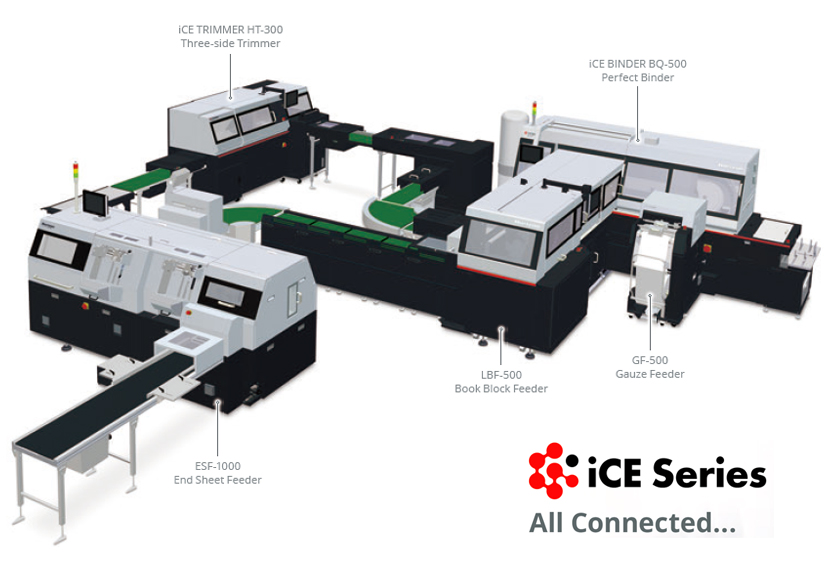 iCE TRIMMER HT-300
Three-side Trimmer
iCE BINDER BQ-500
Perfect Binder
LBF-500
Book Block Feeder
GF-500
Gauze Feeder
ESF-1000
End Sheet Feeder
iCE Series
All Connected...